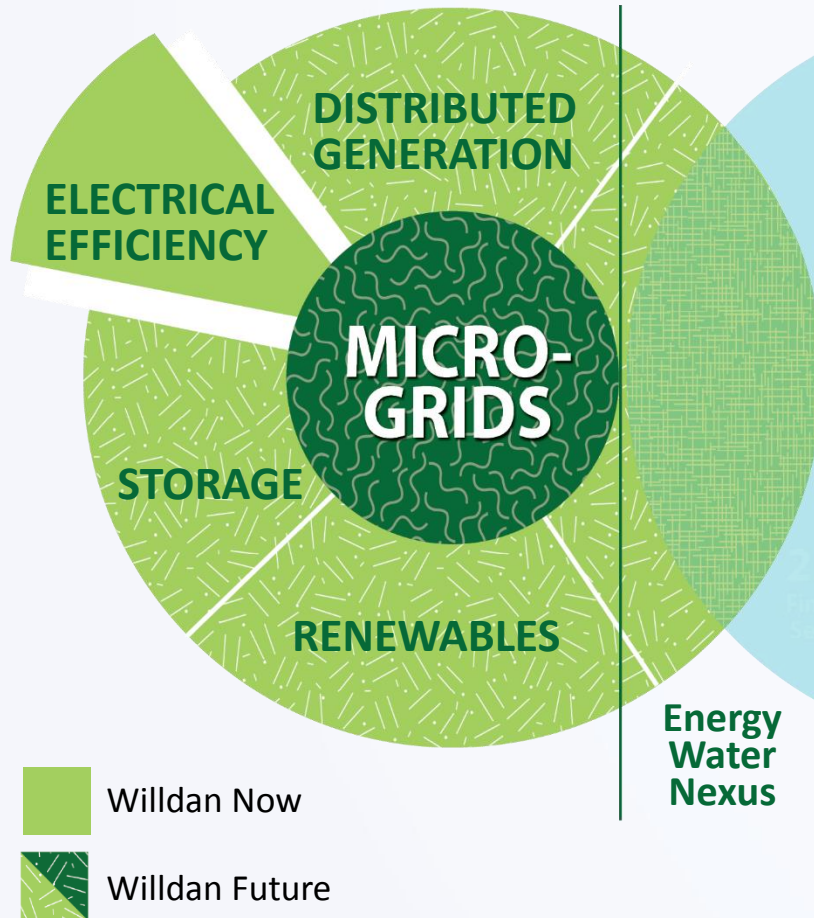 DISTRIBUTED
GENERATION
ELECTRICAL
EFFICIENCY
MICRO-
GRIDS
STORAGE
RENEWABLES
Energy
Water
Nexus
Willdan Now
Willdan Future